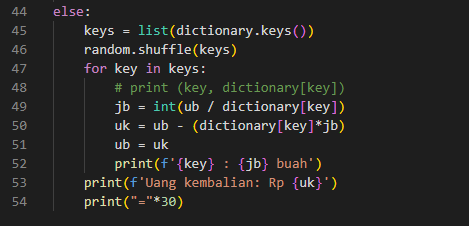 44 else:
45 keys = list(dictionary.keys())
46 random.shuffle(keys)
47 for key in keys:
48 # print (key, dictionary[key])
49 jb = int(ub / dictionary[key])
50 uk = ub - (dictionary[key]*jb)
51 ub = uk
52 print(f'{key} : {jb} buah')
53 print(f'Uang kembalian: Rp {uk}')
54 print("="*30)